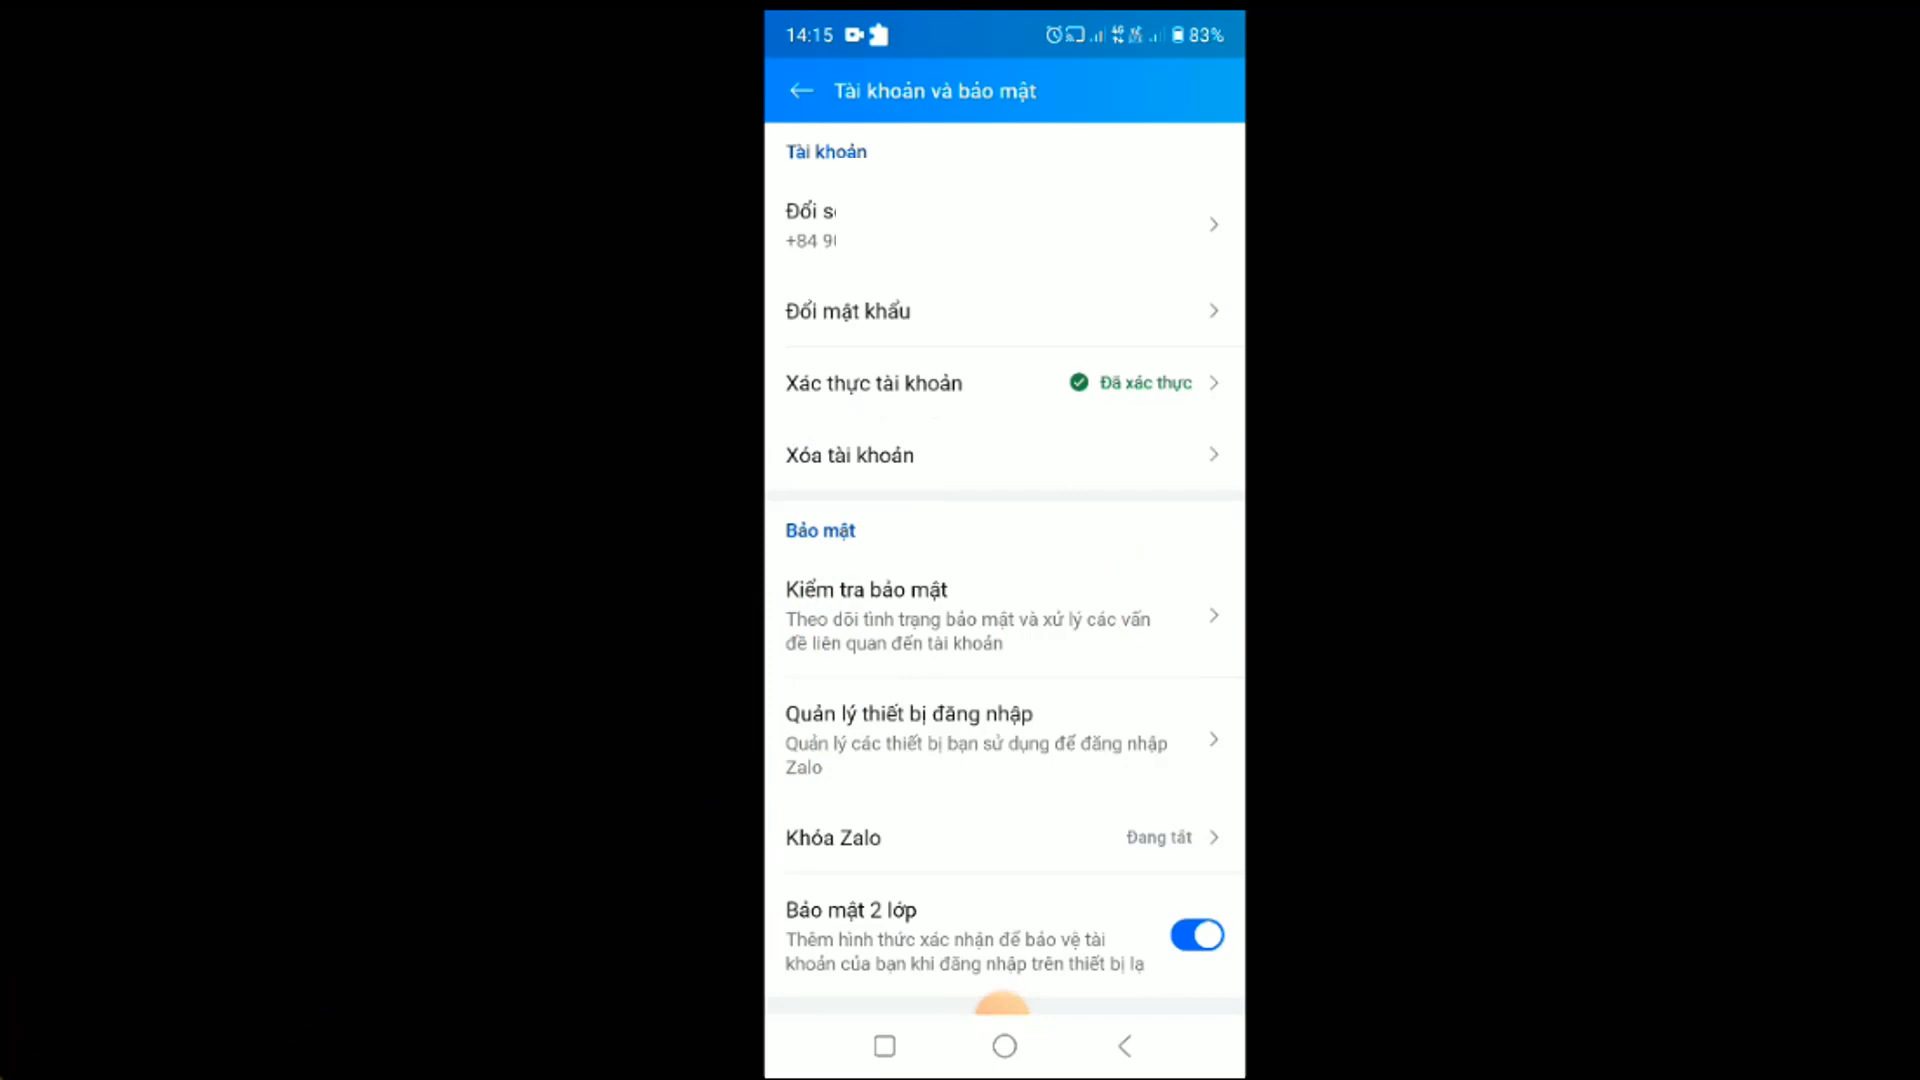 14:15 83%
Tài khoản và bảo mật
Tài khoản
Đổi
+84 9
Đổi mật khẩu
Xác thực tài khoản Đã xác thực
Xóa tài khoản
Bảo mật
Kiểm tra bảo mật
Theo dõi tình trạng bảo mật và xử lý các vấn
đề liên quan đến tài khoản
Quản lý thiết bị đăng nhập
Quản lý các thiết bị bạn sử dụng để đăng nhập
Zalo
Khóa Zalo Đang tắt
Bảo mật 2 lớp
Thêm hình thức xác nhận để bảo vệ tài
khoản của bạn khi đăng nhập trên thiết bị lạ